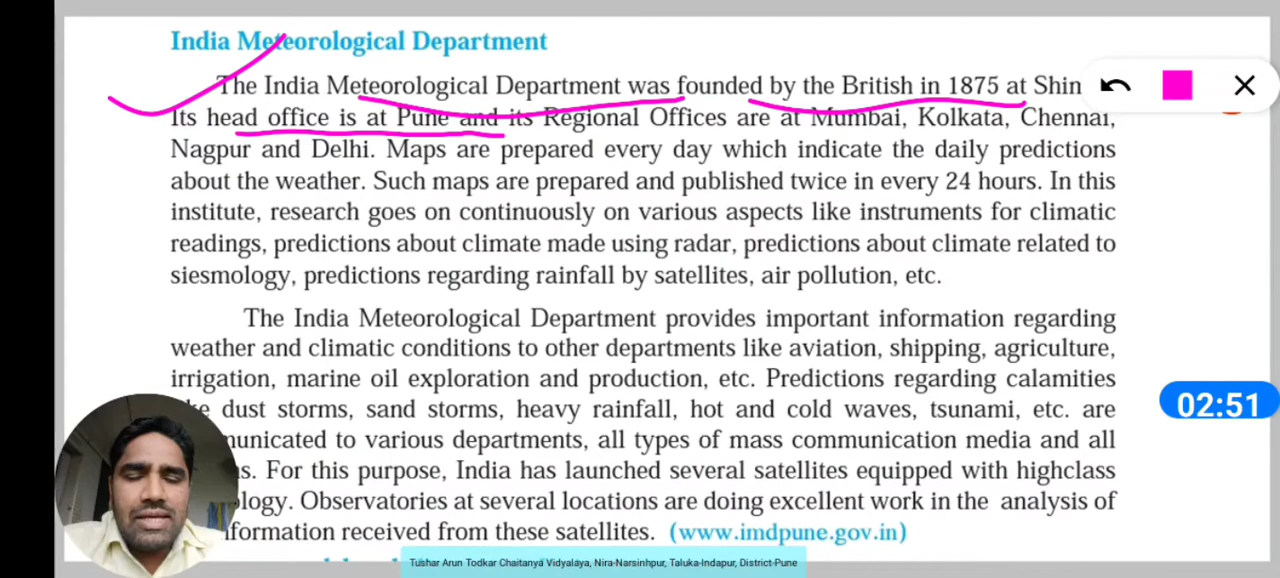 India Meteorological Department
The India Meteorological Department was founded by the British in 1875 at
Its head office is at Pune and its Regional Offices are at Mumbai, Kolkata, Chennai,
Nagpur and Delhi. Maps are prepared every day which indicate the daily predictions
about the weather. Such maps are prepared and published twice in every 24 hours. In this
institute, research goes on continuously on various aspects like instruments for climatic
readings, predictions about climate made using radar, predictions about climate related to
siesmology, predictions regarding rainfall by satellites, air pollution, etc.
The India Meteorological Department provides important information regarding
weather and climatic conditions to other departments like aviation, shipping, agriculture,
irrigation, marine oil exploration and production, etc. Predictions regarding calamities
dust storms, sand storms, heavy rainfall, hot and cold waves, tsunami, etc. are
02:51
to various departments, all types of mass communication media and all
For this purpose, India has launched several satellites equipped with highclass
Observatories at several locations are doing excellent work in the analysis of
received from these satellites. (www.imdpune.gov.in)
Tushar Arun Todkar Chaitanya Vidyalaya, Nira-Narsinhpur, Taluka-Indapur, District-Pune